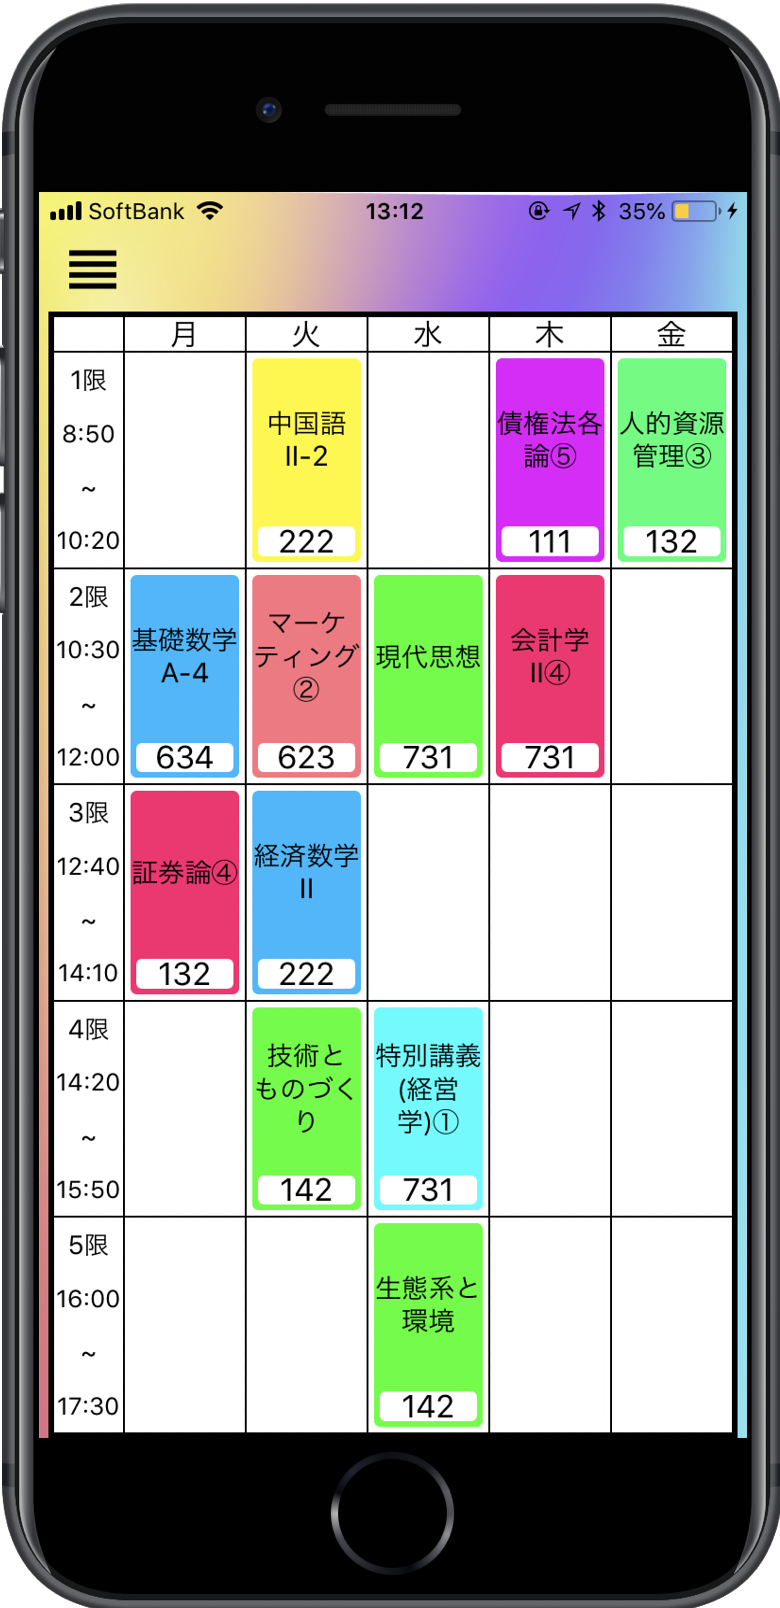 SoftBank 13:12 35%
月 火 水 木 金
1限
8:50
~
10:20
中国語
II-2
222
債権法各
論⑤
111
人的資源
管理③
132
2限
10:30
~
12:00
基礎数学
A-4
634
マーケ
ティング
②
623
現代思想
731
会計学
II④
731
3限
12:40
~
14:10
証券論④
132
経済数学
II
222
4限
14:20
~
15:50
技術と
ものづく
り
142
特別講義
(経営
学)①
731
5限
16:00
~
17:30
生態系と
環境
142